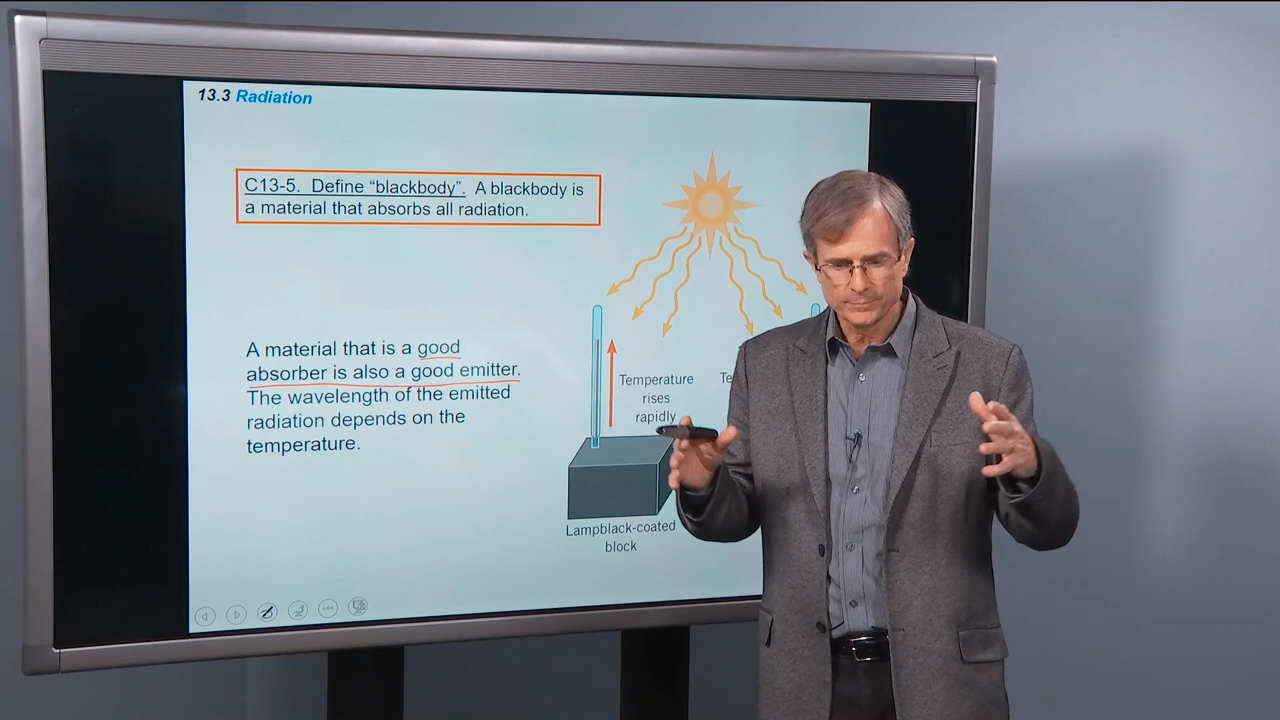 13.3 Radiation
C13-5. Define “blackbody”. A blackbody is
a material that absorbs all radiation.
A material that is a good
absorber is also a good emitter.
The wavelength of the emitted
radiation depends on the
temperature.
Temperature
rises
rapidly
Lampblack-coated
block